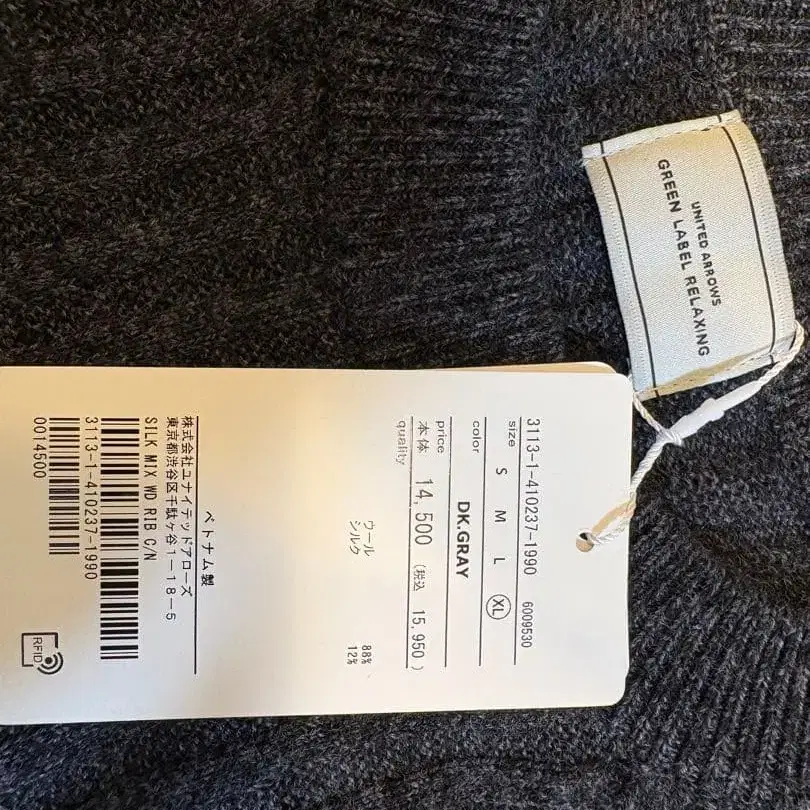 UNITED ARROWS
GREEN LABEL RELAXING
3113-1-410237-1990 6009530
size S M L XL
color
DK.GRAY
price
本体 14,500 (税込 15,950)
quality
ウール 88%
シルク 12%
ベトナム製
株式会社ユナイテッドアローズ
東京都渋谷区千駄ヶ谷1-18-5
SILK MIX WD RIB C/N
3113-1-410237-1990
0014500
RFID